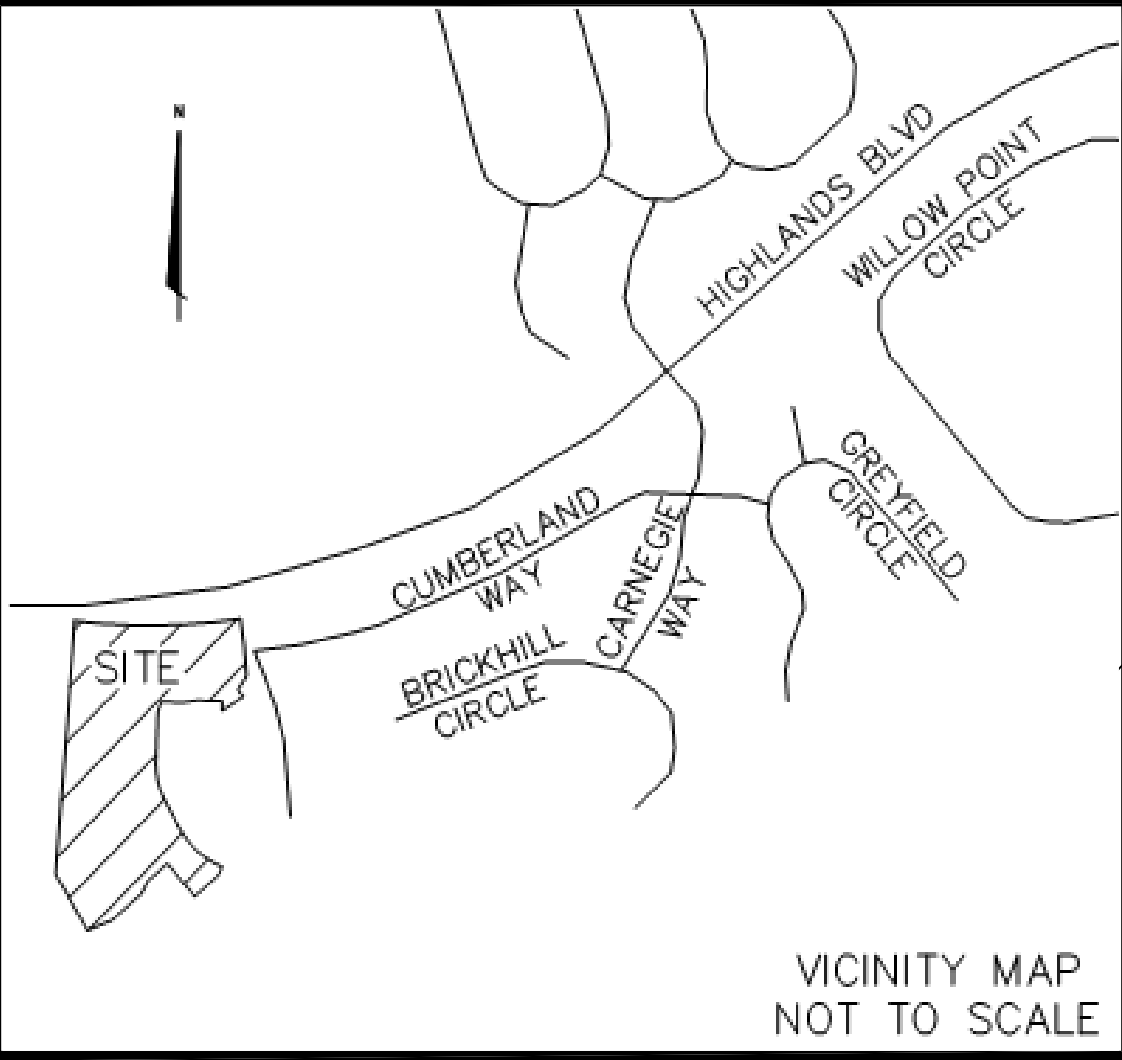 N
HIGHLANDS BLVD
WILLOW POINT
CIRCLE
GREYFIELD
CIRCLE
CUMBERLAND
WAY
CARNEGIE
WAY
BRICKHILL
CIRCLE
SITE
VICINITY MAP
NOT TO SCALE